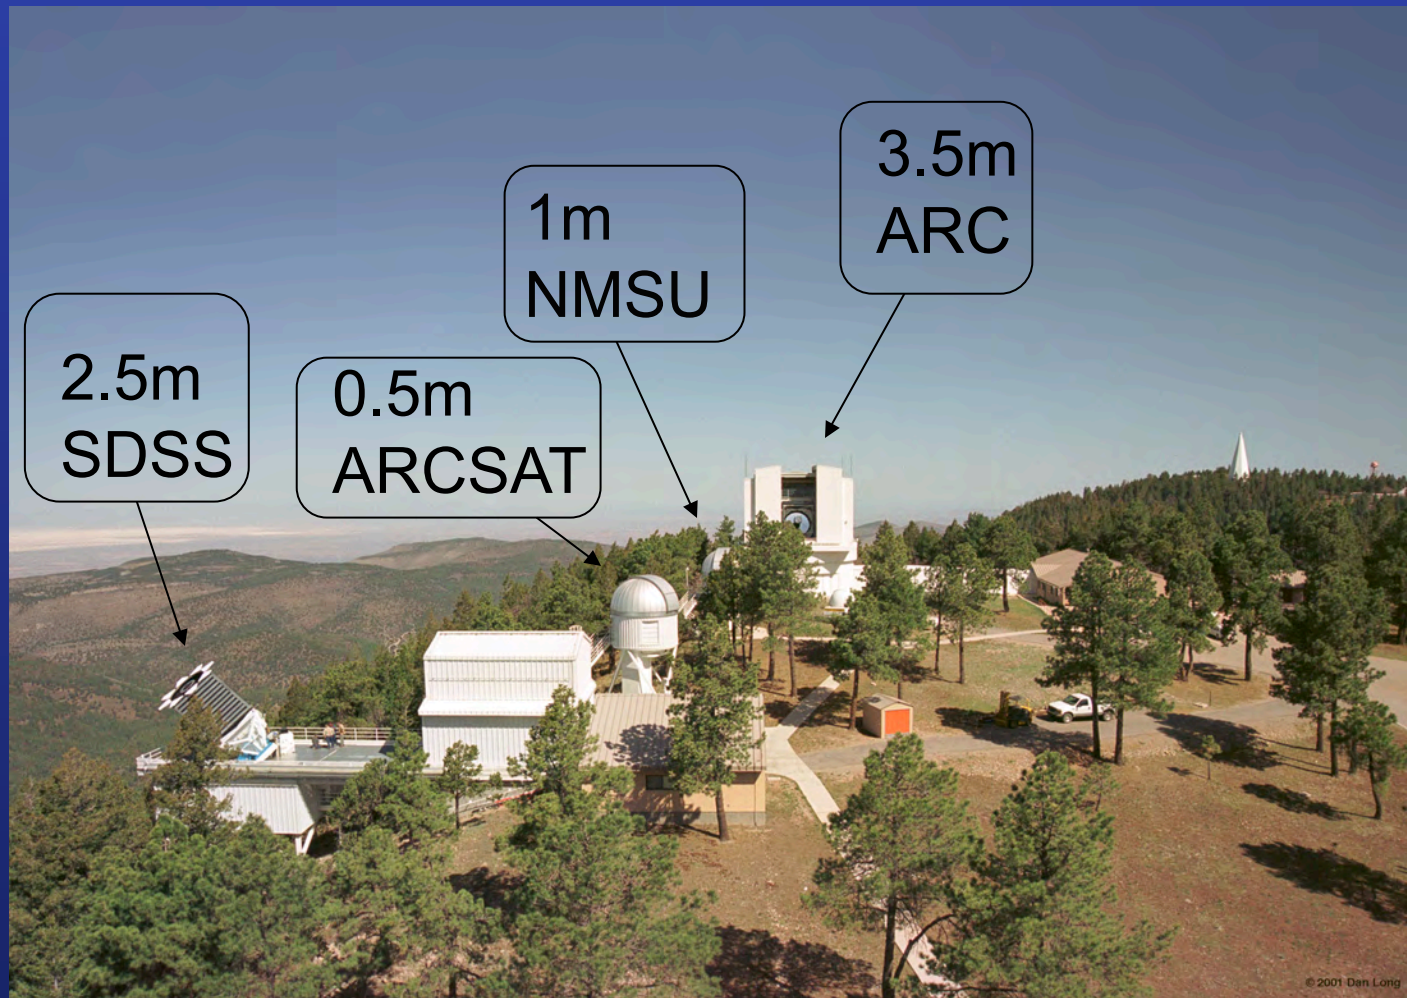 2.5m
SDSS
0.5m
ARCSAT
1m
NMSU
3.5m
ARC
© 2001 Dan Long